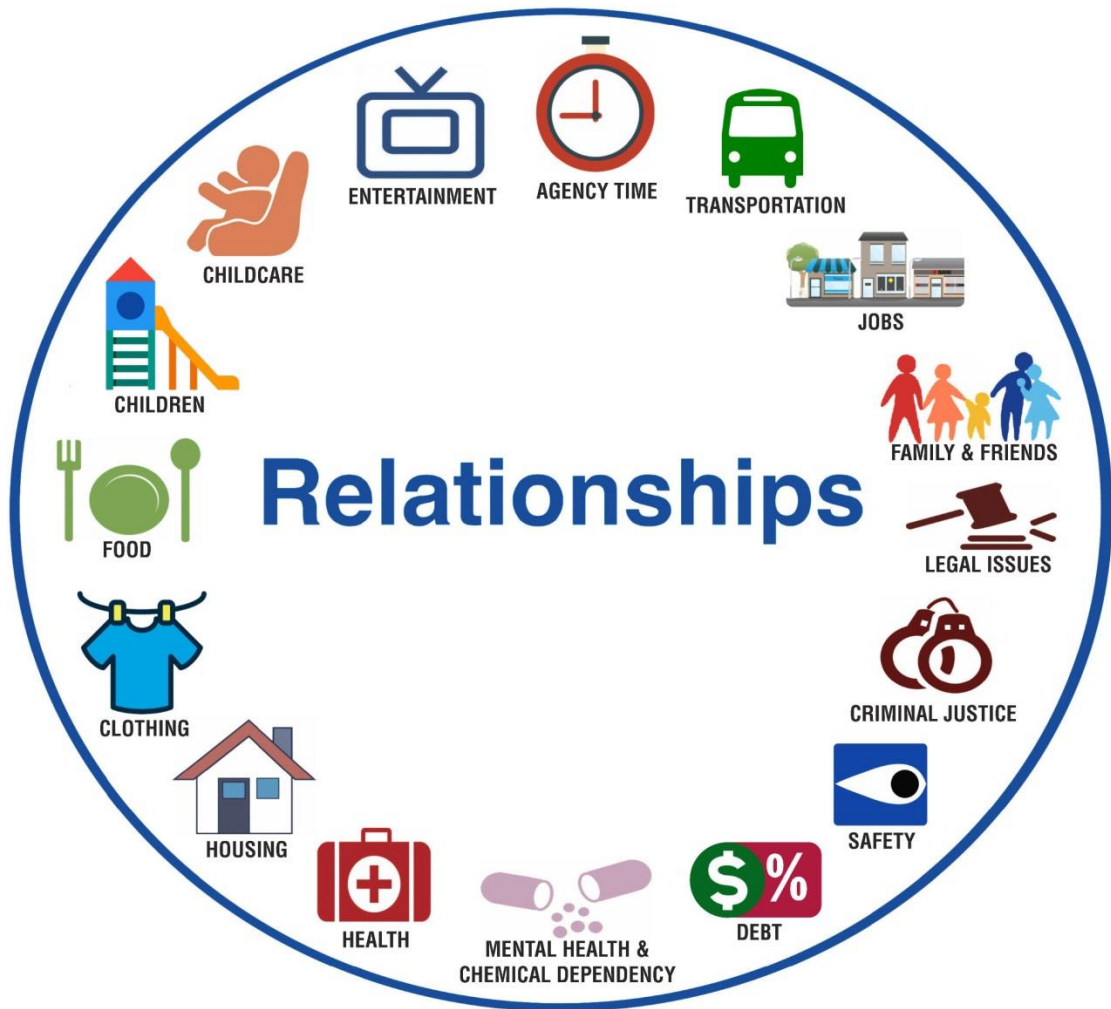 ENTERTAINMENT
AGENCY TIME
TRANSPORTATION
CHILDCARE
JOBS
CHILDREN
FAMILY & FRIENDS
Relationships
FOOD
LEGAL ISSUES
CLOTHING
CRIMINAL JUSTICE
HOUSING
SAFETY
$ %
HEALTH
MENTAL HEALTH &
CHEMICAL DEPENDENCY
DEBT